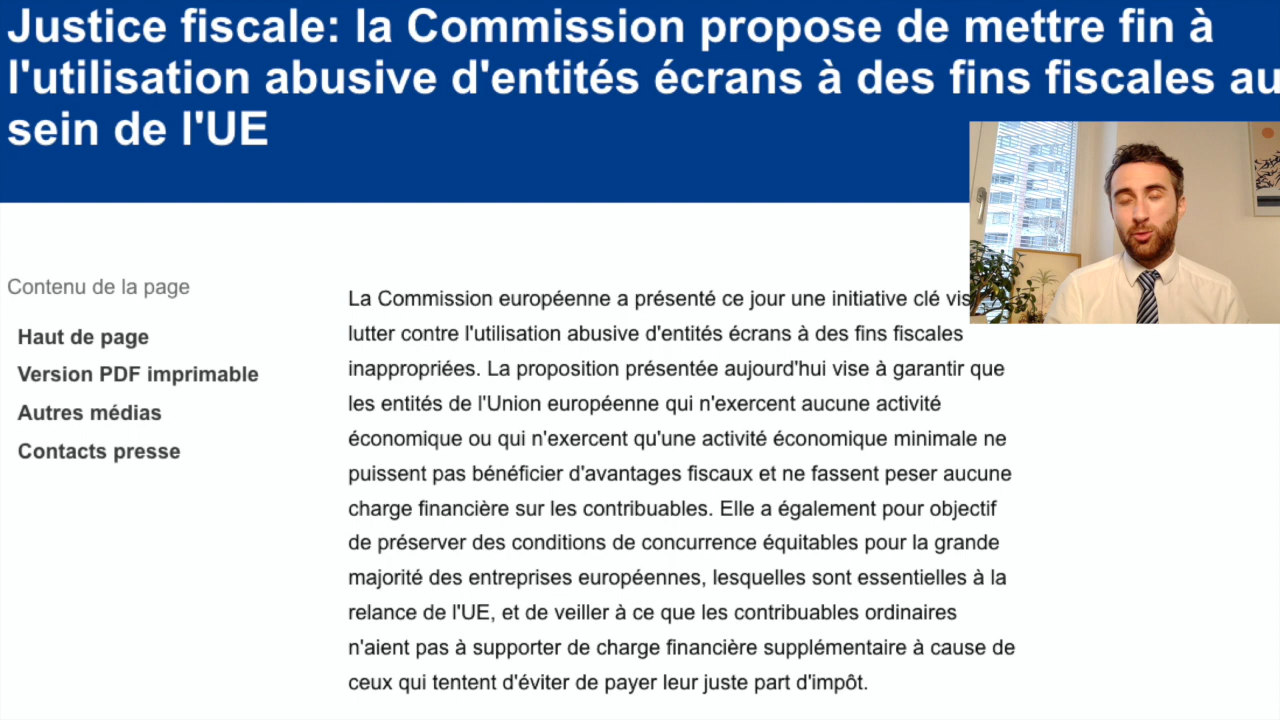 Justice fiscale: la Commission propose de mettre fin à
l'utilisation abusive d'entités écrans à des fins fiscales au
sein de l'UE
Contenu de la page
Haut de page
Version PDF imprimable
Autres médias
Contacts presse
La Commission européenne a présenté ce jour une initiative clé
lutter contre l'utilisation abusive d'entités écrans à des fins fiscales
inappropriées. La proposition présentée aujourd'hui vise à garantir que
les entités de l'Union européenne qui n'exercent aucune activité
économique ou qui n'exercent qu'une activité économique minimale ne
puissent pas bénéficier d'avantages fiscaux et ne fassent peser aucune
charge financière sur les contribuables. Elle a également pour objectif
de préserver des conditions de concurrence équitables pour la grande
majorité des entreprises européennes, lesquelles sont essentielles à la
relance de l'UE, et de veiller à ce que les contribuables ordinaires
n'aient pas à supporter de charge financière supplémentaire à cause de
ceux qui tentent d'éviter de payer leur juste part d'impôt.